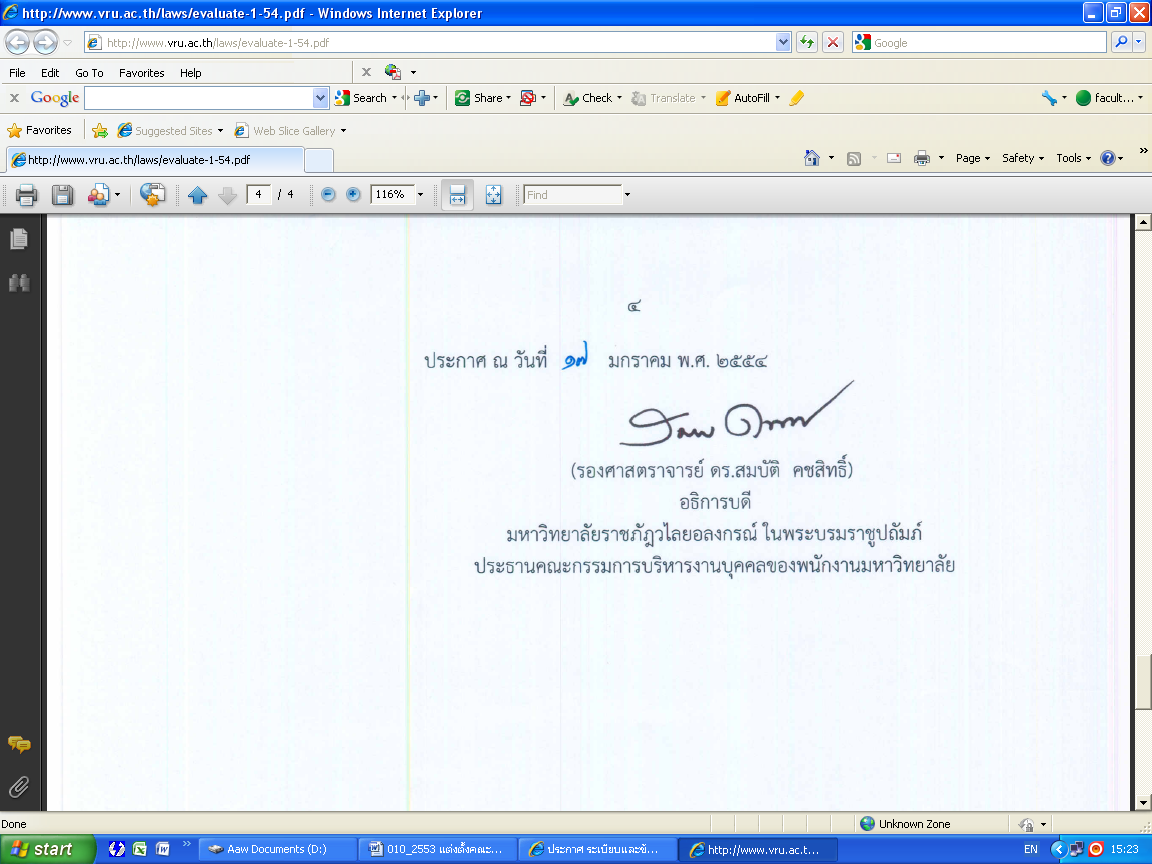 http://www.vru.ac.th/laws/evaluate-1-54.pdf - Windows Internet Explorer
http://www.vru.ac.th/laws/evaluate-1-54.pdf Google
File Edit Go To Favorites Help
x Google Search Share Check Translate AutoFill facult...
Favorites Suggested Sites Web Slice Gallery
http://www.vru.ac.th/laws/evaluate-1-54.pdf Page Safety Tools
4 / 4 116% Find
๔
ประกาศ ณ วันที่ ๑๗ มกราคม พ.ศ. ๒๕๕๔
(รองศาสตราจารย์ ดร.สมบัติ คชสิทธิ์)
อธิการบดี
มหาวิทยาลัยราชภัฏวไลยอลงกรณ์ ในพระบรมราชูปถัมภ์
ประธานคณะกรรมการบริหารงานบุคคลของพนักงานมหาวิทยาลัย
Done Unknown Zone
start Aaw Documents (D:) 010_2553 แต่งตั้งคณะ... ประกาศ ระเบียบและข้... http://www.vru.ac.t... EN 15:23